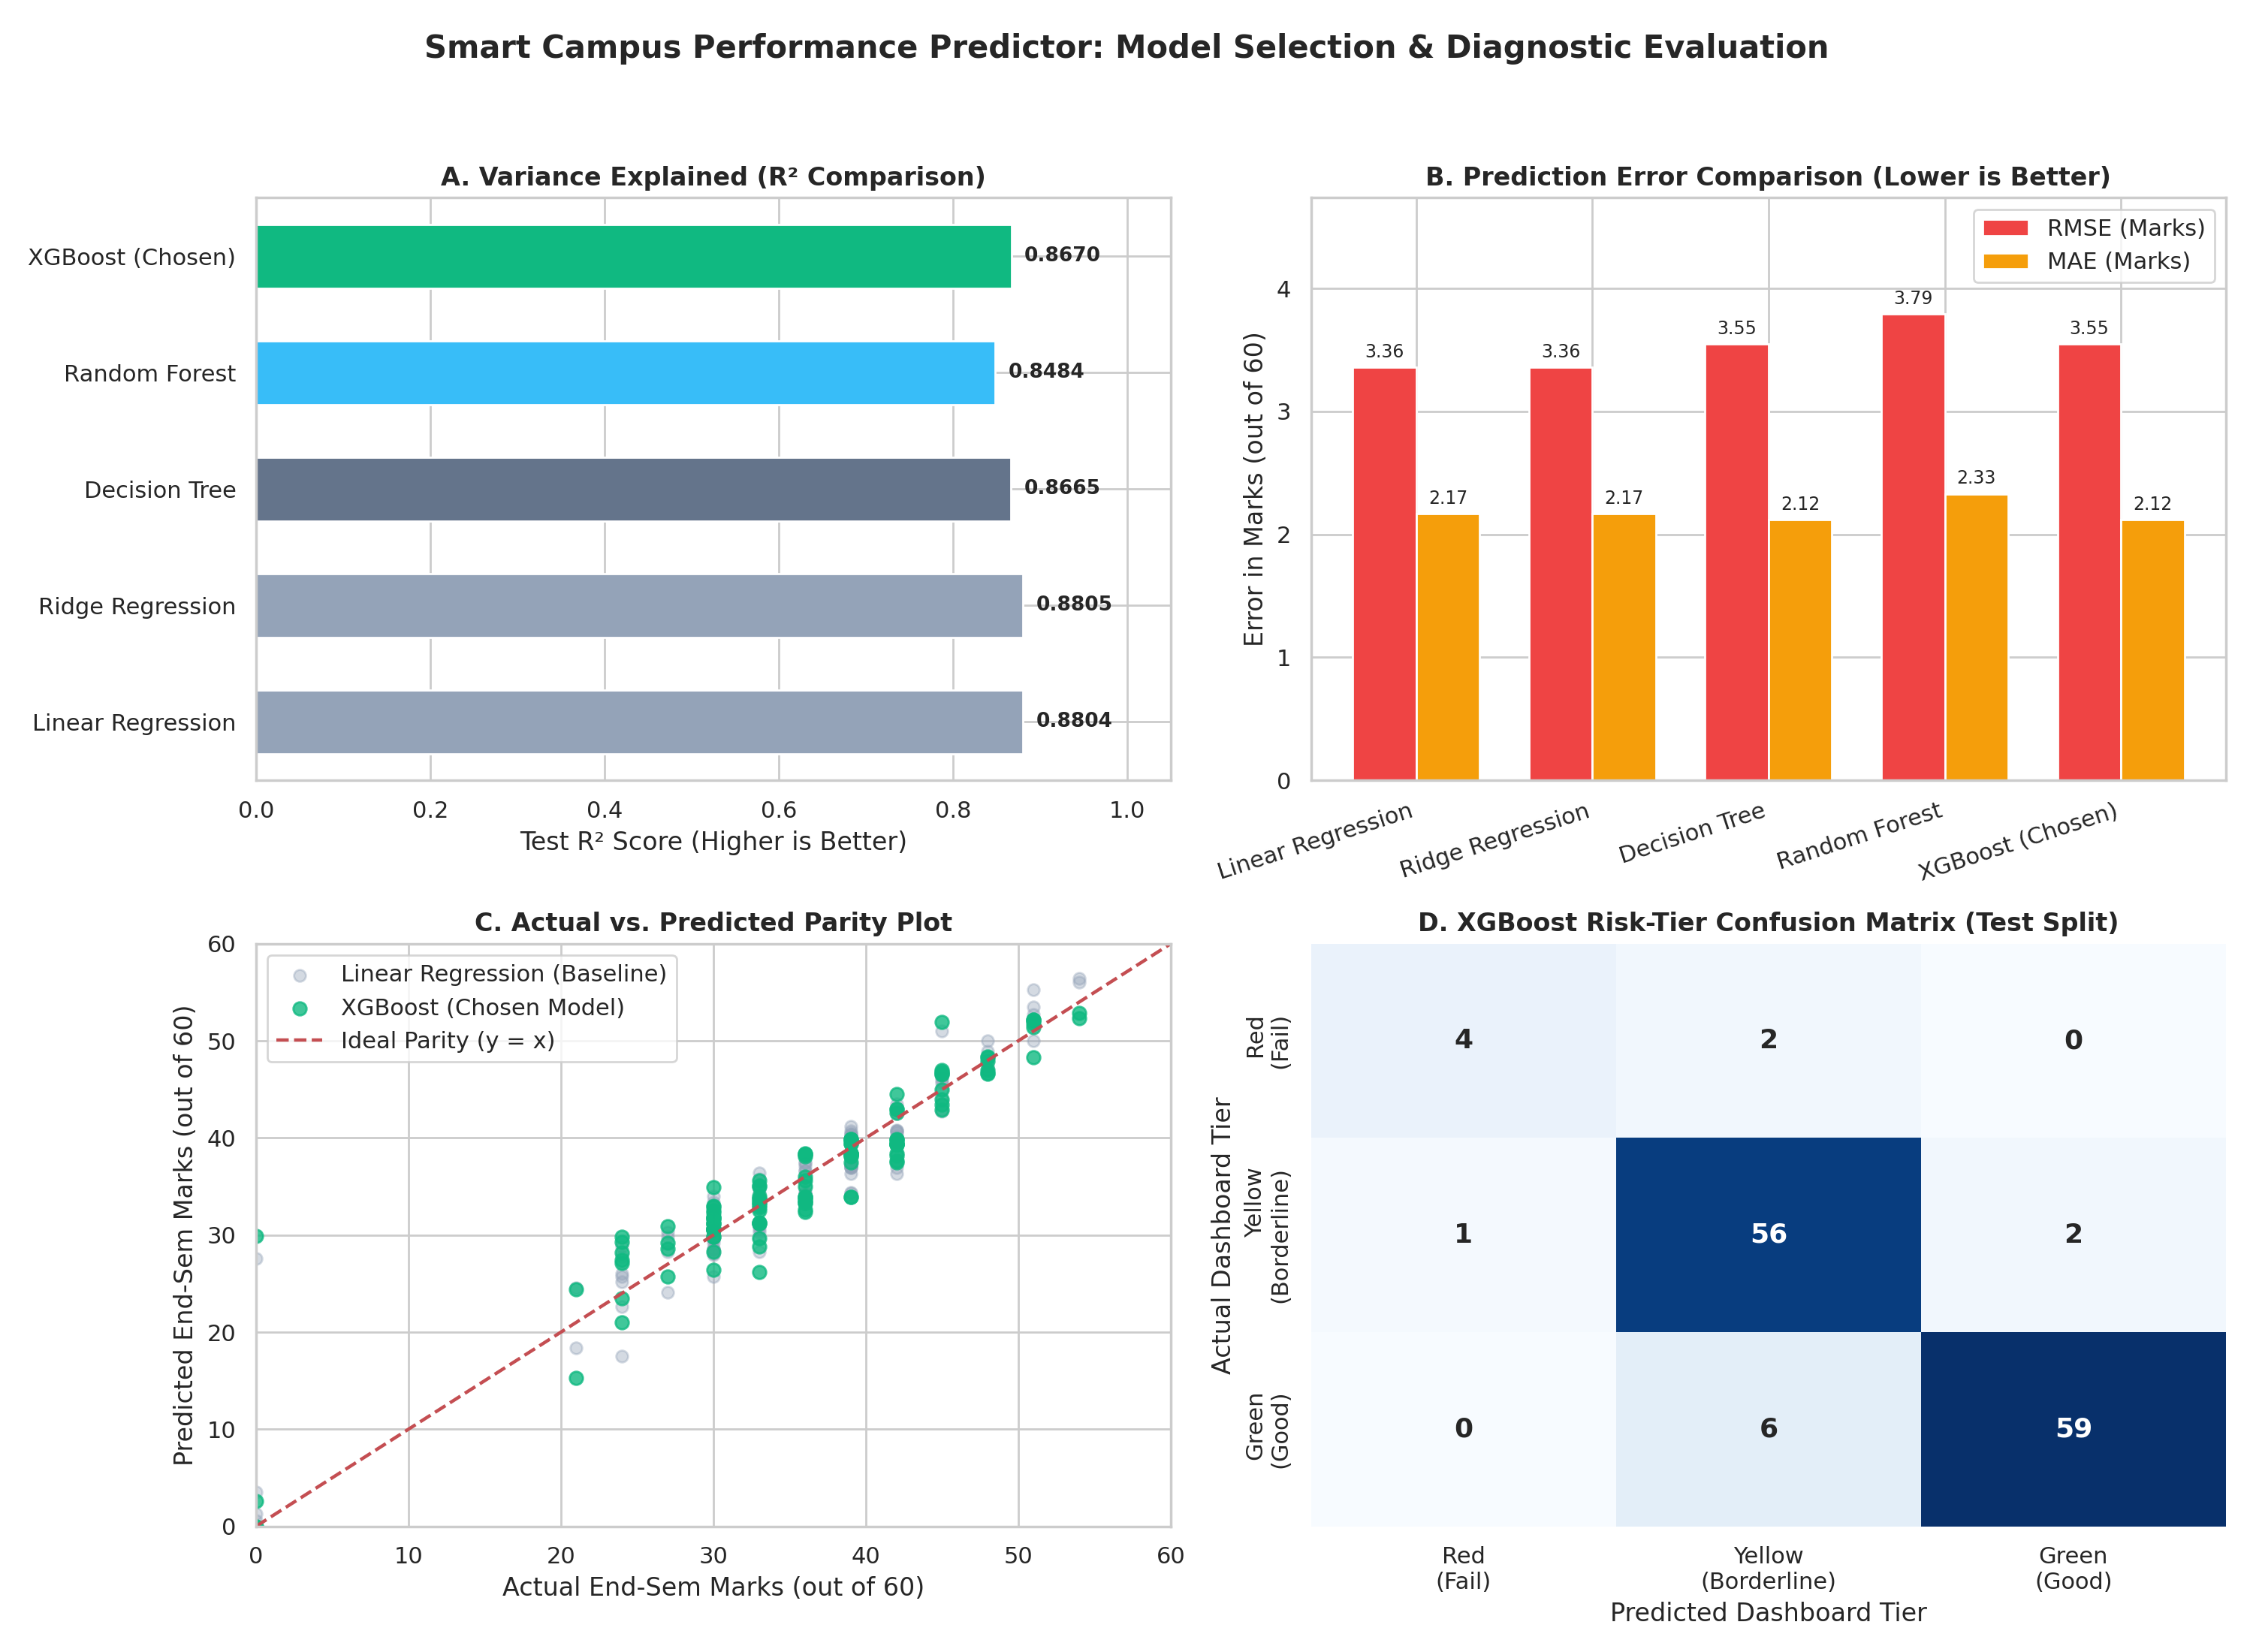 Smart Campus Performance Predictor: Model Selection & Diagnostic Evaluation
A. Variance Explained (R² Comparison)
XGBoost (Chosen)
0.8670
Random Forest
0.8484
Decision Tree
0.8665
Ridge Regression
0.8805
Linear Regression
0.8804
0.0 0.2 0.4 0.6 0.8 1.0
Test R² Score (Higher is Better)
B. Prediction Error Comparison (Lower is Better)
RMSE (Marks)
MAE (Marks)
Error in Marks (out of 60)
4
3
2
1
0
3.36 2.17 3.36 2.17 3.55 2.12 3.79 2.33 3.55 2.12
Linear Regression
Ridge Regression
Decision Tree
Random Forest
XGBoost (Chosen)
C. Actual vs. Predicted Parity Plot
Linear Regression (Baseline)
XGBoost (Chosen Model)
Ideal Parity (y = x)
Predicted End-Sem Marks (out of 60)
60
50
40
30
20
10
0
0 10 20 30 40 50 60
Actual End-Sem Marks (out of 60)
D. XGBoost Risk-Tier Confusion Matrix (Test Split)
Actual Dashboard Tier
Red
(Fail)
4 2 0
Yellow
(Borderline)
1 56 2
Green
(Good)
0 6 59
Red
(Fail)
Yellow
(Borderline)
Green
(Good)
Predicted Dashboard Tier